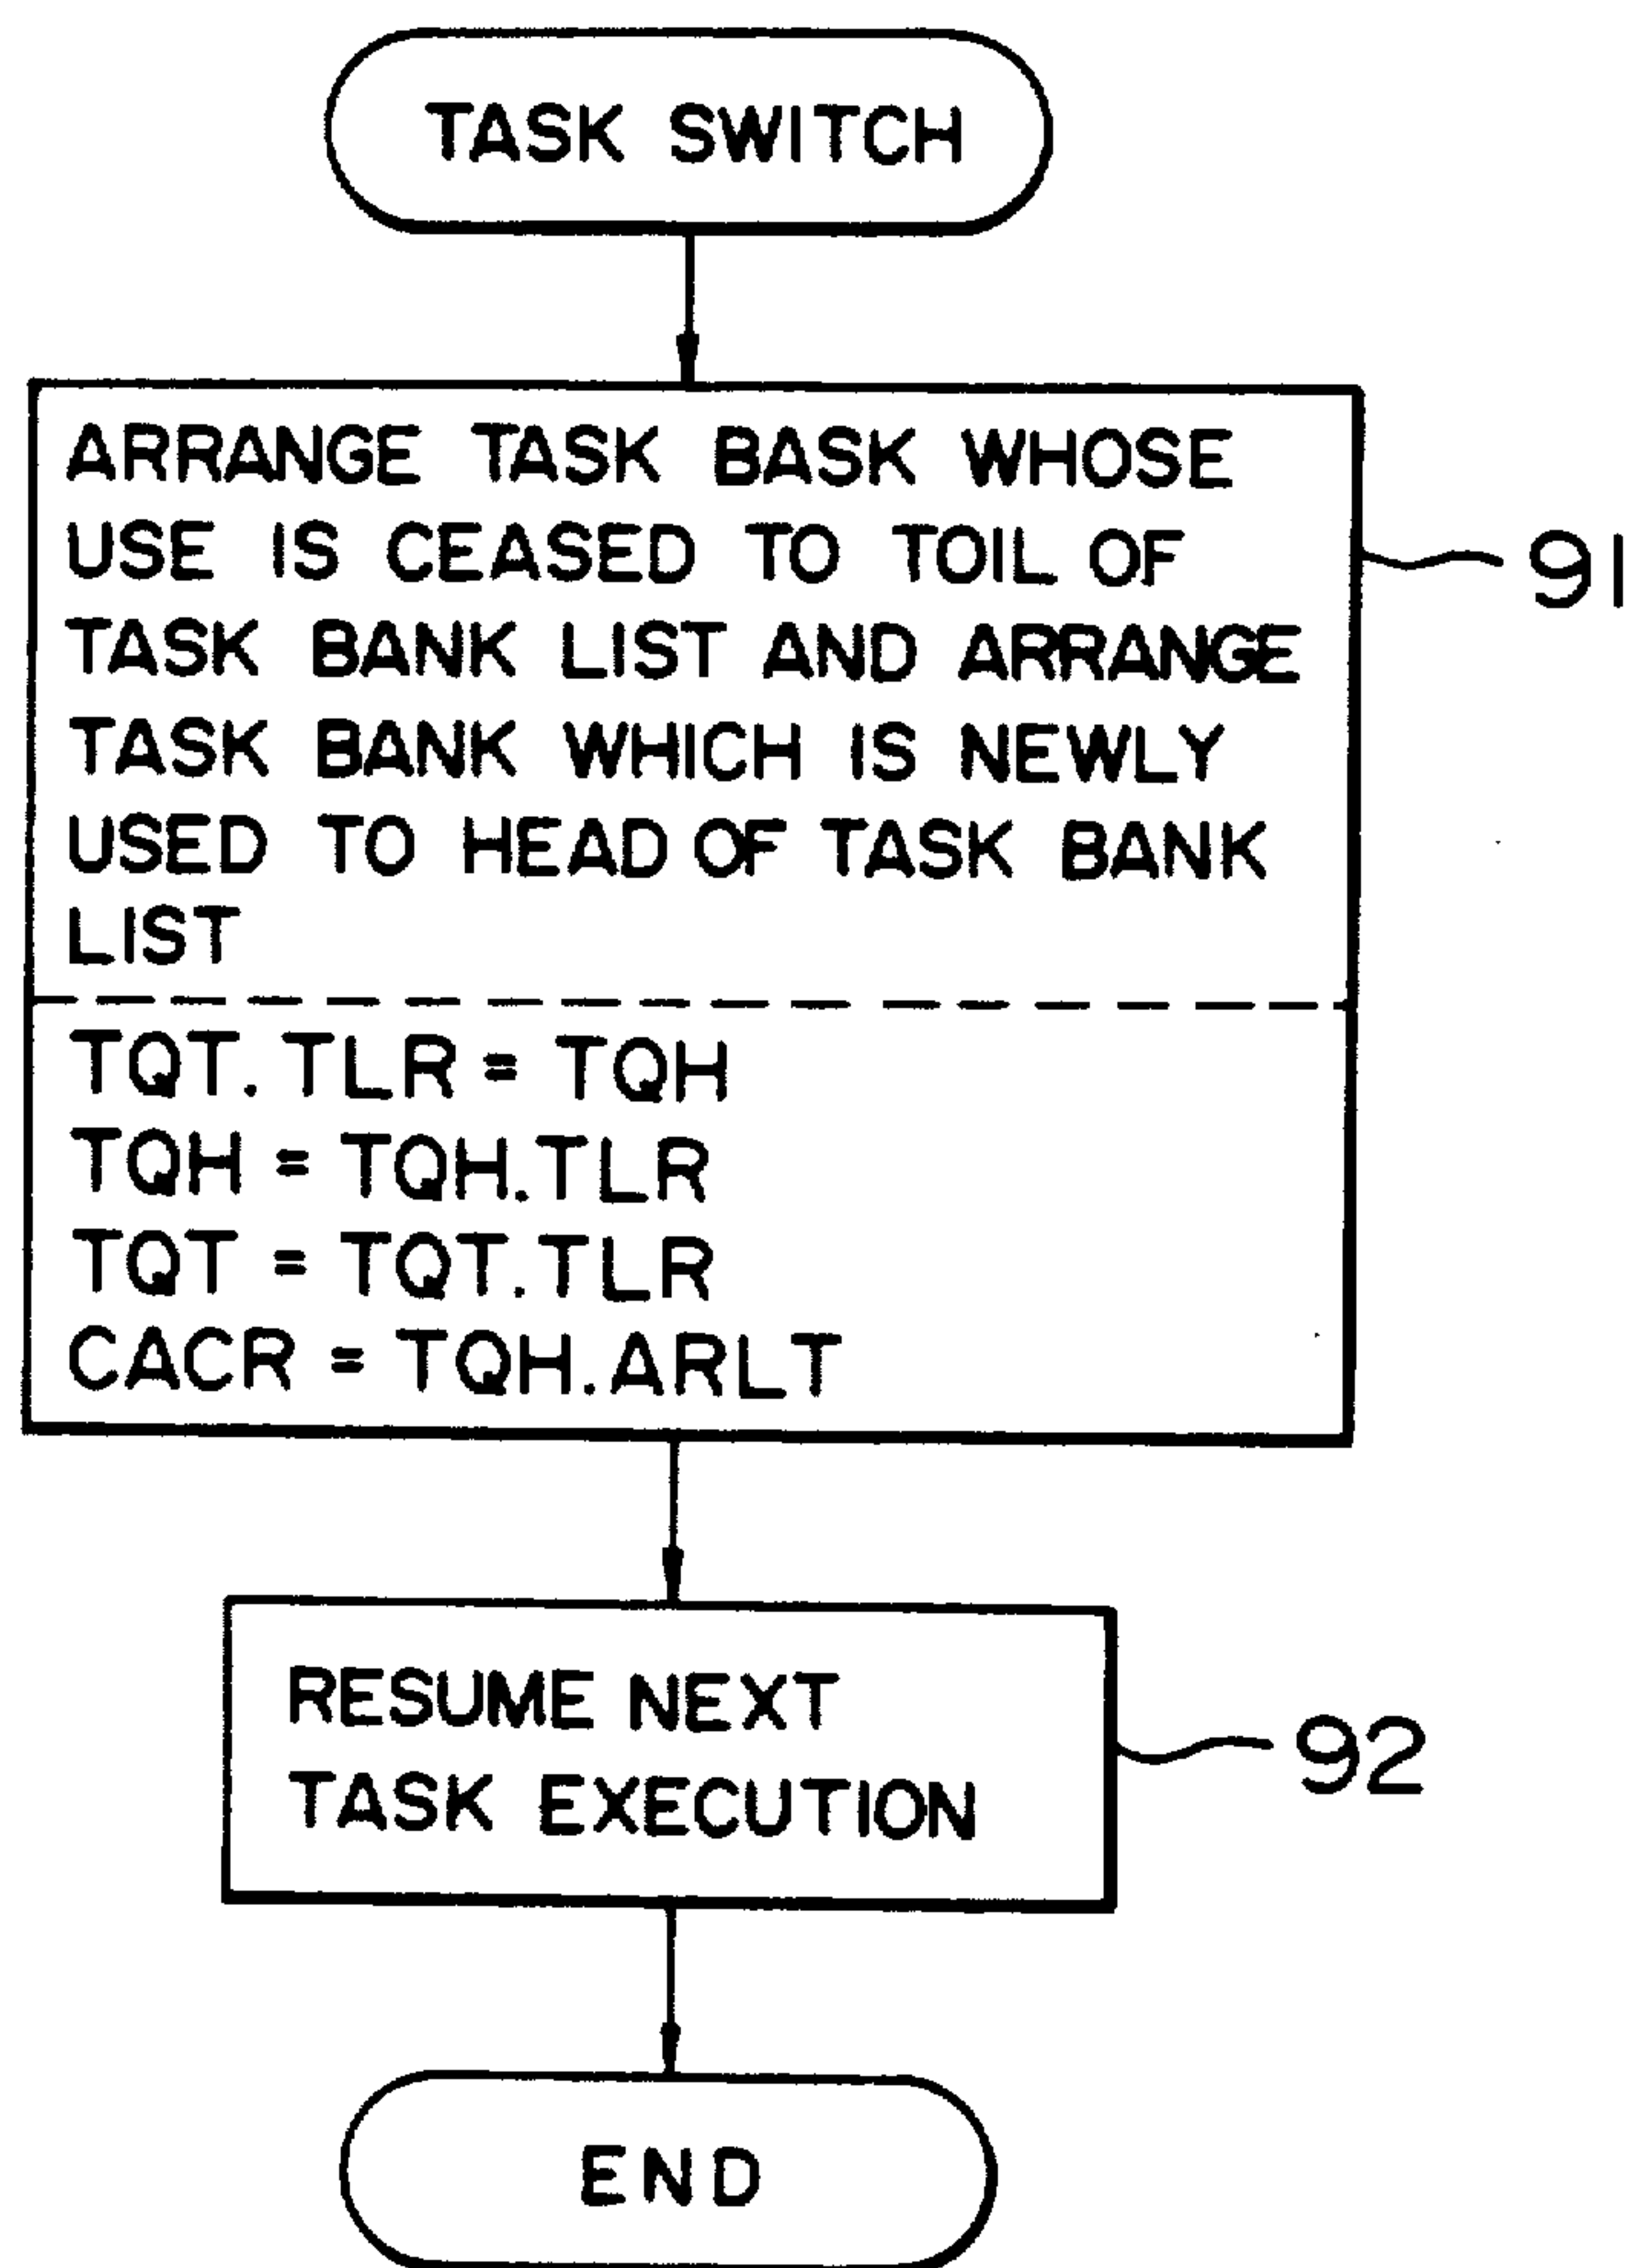 TASK SWITCH
ARRANGE TASK BASK WHOSE
USE IS CEASED TO TOIL OF
TASK BANK LIST AND ARRANGE
TASK BANK WHICH IS NEWLY
USED TO HEAD OF TASK BANK
LIST
91
TQT.TLR = TQH
TQH = TQH.TLR
TQT = TQT.TLR
CACR = TQH.ARLT
RESUME NEXT
TASK EXECUTION
92
END